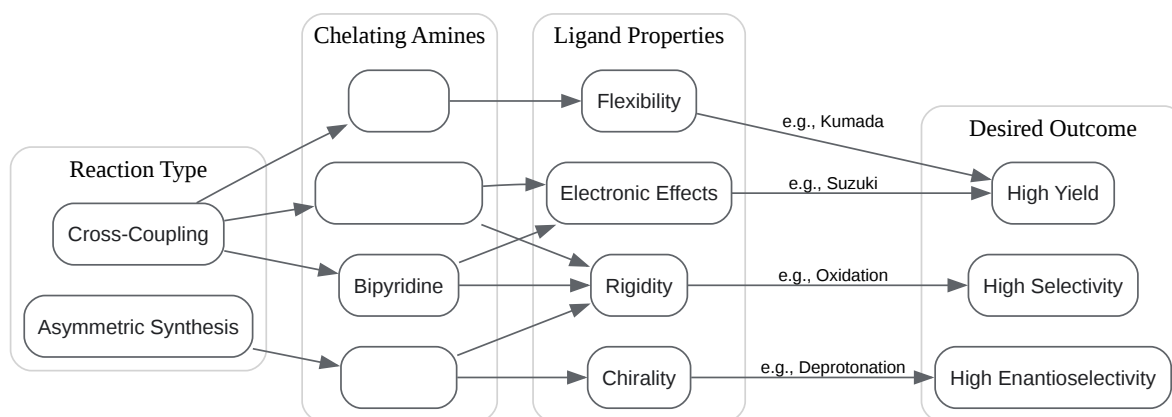 Chelating Amines
Ligand Properties
Flexibility
e.g., Kumada
Desired Outcome
Reaction Type
Electronic Effects
e.g., Suzuki
High Yield
Cross-Coupling
Bipyridine
Rigidity
e.g., Oxidation
High Selectivity
Asymmetric Synthesis
Chirality
e.g., Deprotonation
High Enantioselectivity